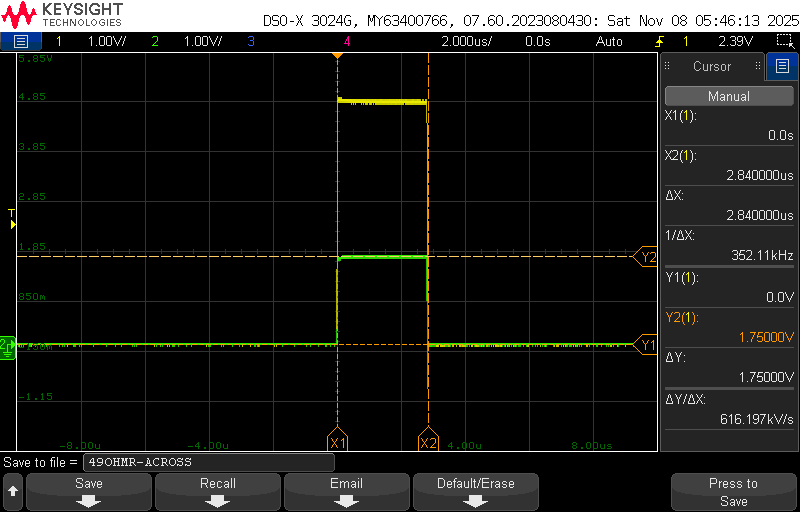 KEYSIGHT
TECHNOLOGIES
DSO-X 3024G, MY63400766, 07.60.2023080430: Sat Nov 08 05:46:13 2025
1 1.00V/ 2 1.00V/ 3 4 2.000us/ 0.0s Auto 1 2.39V
5.85V
4.85
3.85
2.85
1.85
850m
-1.15
T
2
-8.00u -4.00u 4.00u 8.00u
X1 X2
Y2
Y1
Cursor
Manual
X1(1):
0.0s
X2(1):
2.840000us
ΔX:
2.840000us
1/ΔX:
352.11kHz
Y1(1):
0.0V
Y2(1):
1.75000V
ΔY:
1.75000V
ΔY/ΔX:
616.197kV/s
Save to file = 49OHMR-ACROSS
Save Recall Email Default/Erase Press to
Save